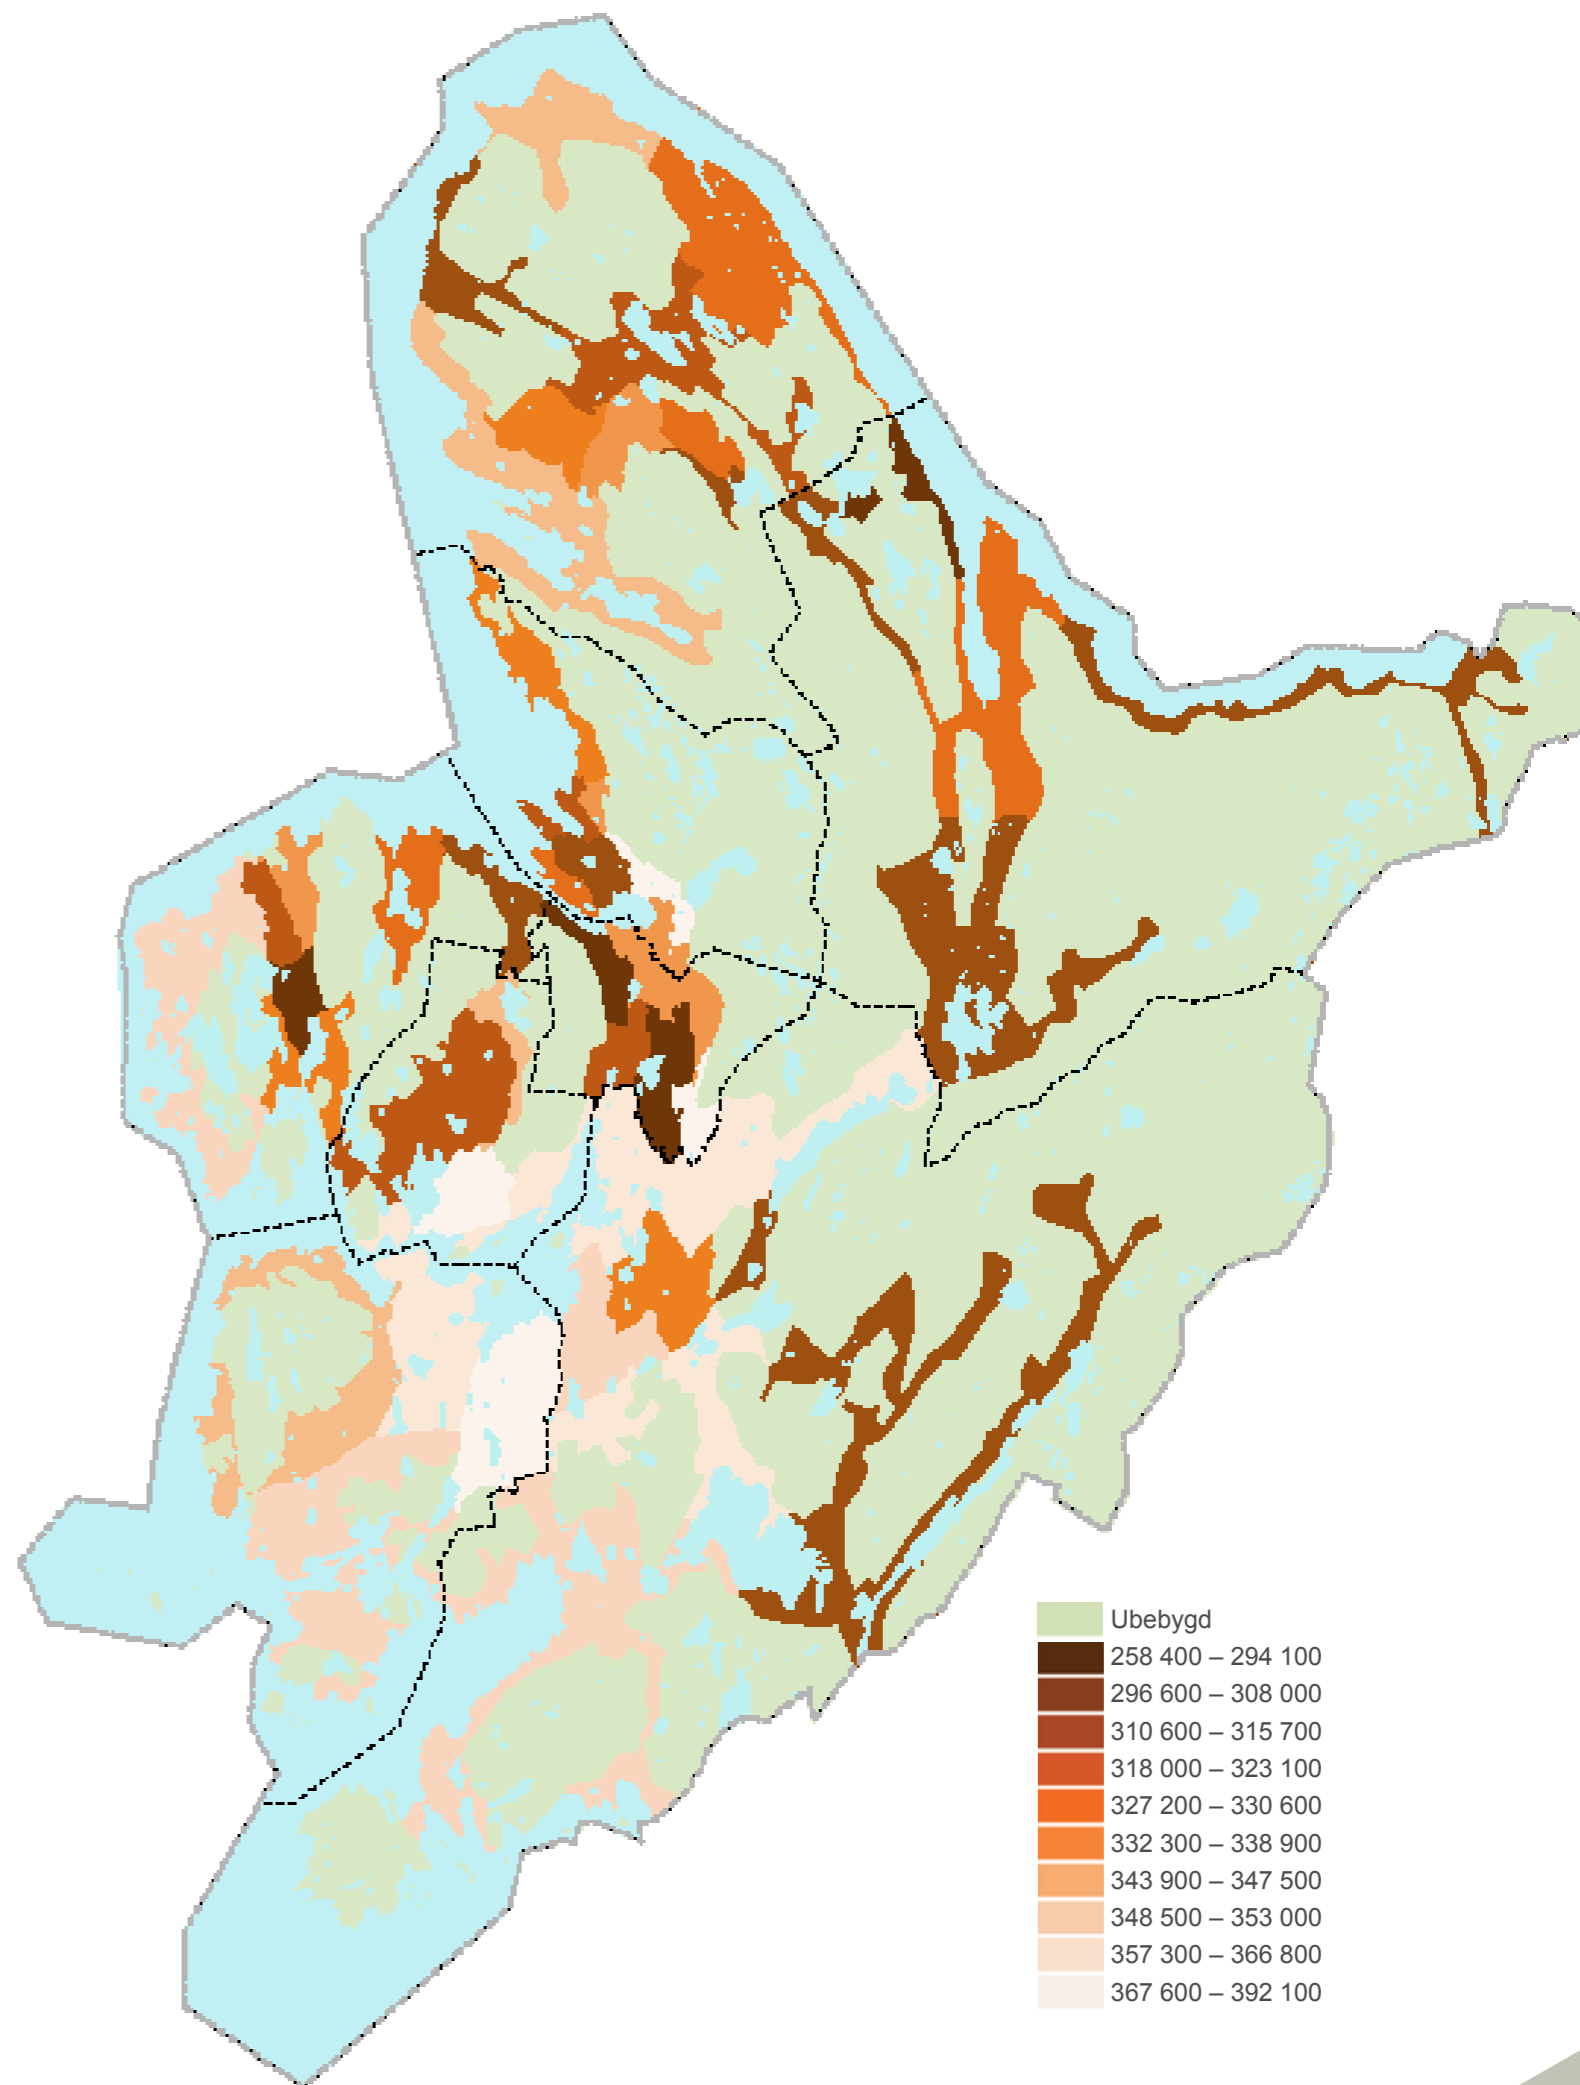 Ubebygd
258 400 – 294 100
296 600 – 308 000
310 600 – 315 700
318 000 – 323 100
327 200 – 330 600
332 300 – 338 900
343 900 – 347 500
348 500 – 353 000
357 300 – 366 800
367 600 – 392 100